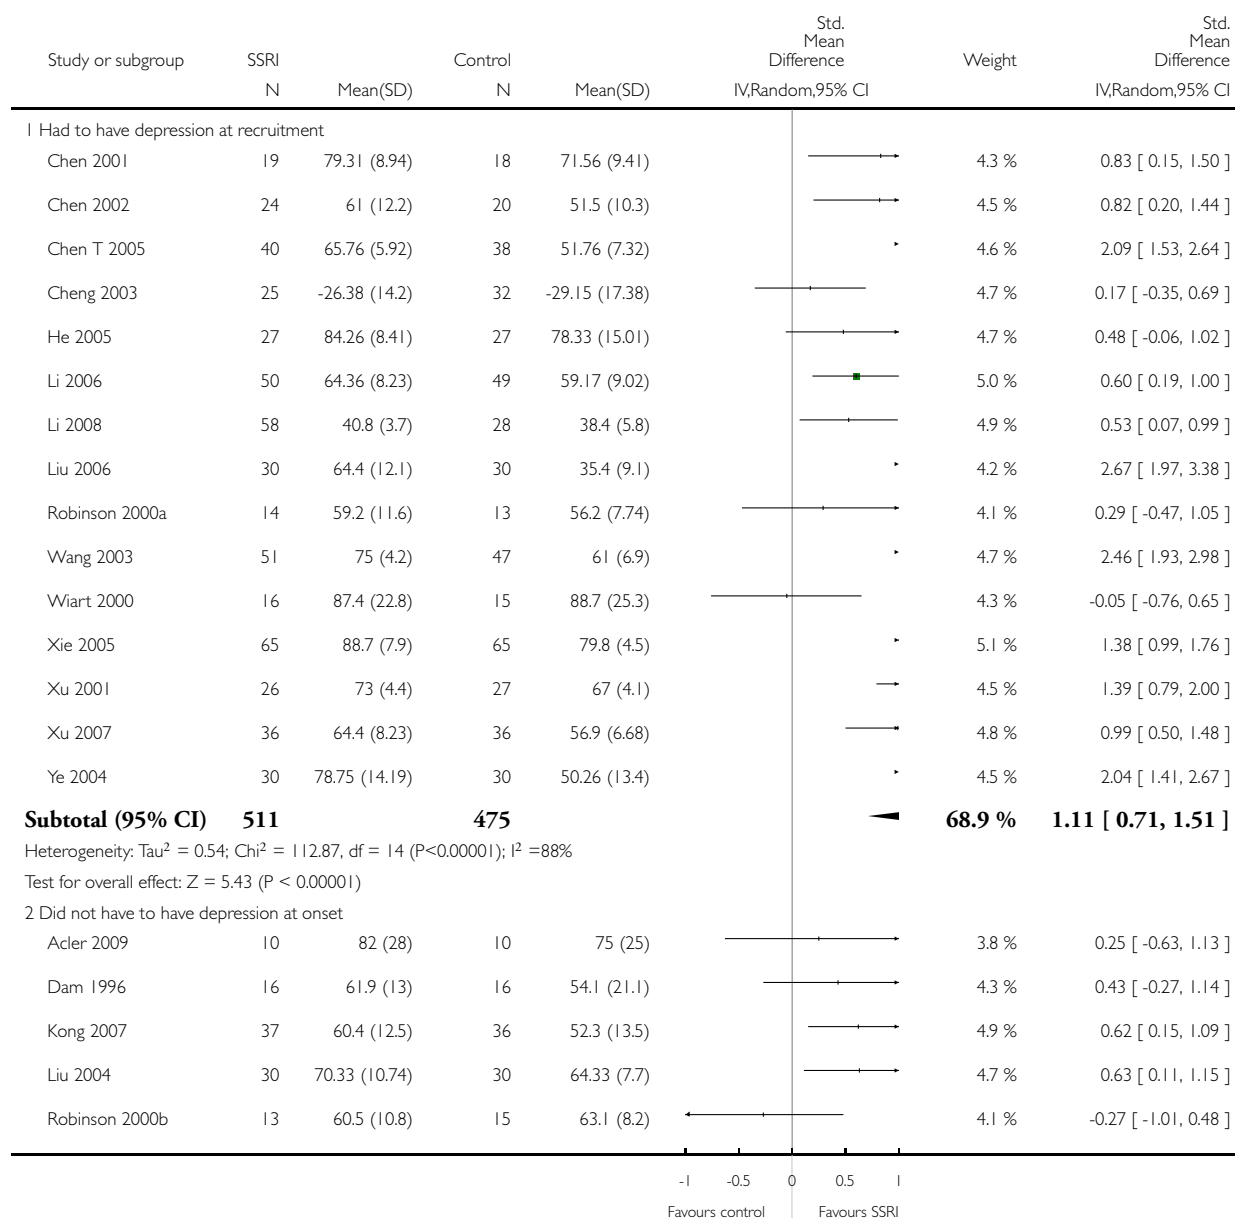 Study or subgroup SSRI Control Std. Mean Difference Weight Std. Mean Difference
N Mean(SD) N Mean(SD) IV,Random,95% CI IV,Random,95% CI
1 Had to have depression at recruitment
Chen 2001 19 79.31 (8.94) 18 71.56 (9.41) 4.3 % 0.83 [ 0.15, 1.50 ]
Chen 2002 24 61 (12.2) 20 51.5 (10.3) 4.5 % 0.82 [ 0.20, 1.44 ]
Chen T 2005 40 65.76 (5.92) 38 51.76 (7.32) 4.6 % 2.09 [ 1.53, 2.64 ]
Cheng 2003 25 -26.38 (14.2) 32 -29.15 (17.38) 4.7 % 0.17 [ -0.35, 0.69 ]
He 2005 27 84.26 (8.41) 27 78.33 (15.01) 4.7 % 0.48 [ -0.06, 1.02 ]
Li 2006 50 64.36 (8.23) 49 59.17 (9.02) 5.0 % 0.60 [ 0.19, 1.00 ]
Li 2008 58 40.8 (3.7) 28 38.4 (5.8) 4.9 % 0.53 [ 0.07, 0.99 ]
Liu 2006 30 64.4 (12.1) 30 35.4 (9.1) 4.2 % 2.67 [ 1.97, 3.38 ]
Robinson 2000a 14 59.2 (11.6) 13 56.2 (7.74) 4.1 % 0.29 [ -0.47, 1.05 ]
Wang 2003 51 75 (4.2) 47 61 (6.9) 4.7 % 2.46 [ 1.93, 2.98 ]
Wiart 2000 16 87.4 (22.8) 15 88.7 (25.3) 4.3 % -0.05 [ -0.76, 0.65 ]
Xie 2005 65 88.7 (7.9) 65 79.8 (4.5) 5.1 % 1.38 [ 0.99, 1.76 ]
Xu 2001 26 73 (4.4) 27 67 (4.1) 4.5 % 1.39 [ 0.79, 2.00 ]
Xu 2007 36 64.4 (8.23) 36 56.9 (6.68) 4.8 % 0.99 [ 0.50, 1.48 ]
Ye 2004 30 78.75 (14.19) 30 50.26 (13.4) 4.5 % 2.04 [ 1.41, 2.67 ]
Subtotal (95% CI) 511 475 68.9 % 1.11 [ 0.71, 1.51 ]
Heterogeneity: Tau² = 0.54; Chi² = 112.87, df = 14 (P<0.00001); I² =88%
Test for overall effect: Z = 5.43 (P < 0.00001)
2 Did not have to have depression at onset
Acler 2009 10 82 (28) 10 75 (25) 3.8 % 0.25 [ -0.63, 1.13 ]
Dam 1996 16 61.9 (13) 16 54.1 (21.1) 4.3 % 0.43 [ -0.27, 1.14 ]
Kong 2007 37 60.4 (12.5) 36 52.3 (13.5) 4.9 % 0.62 [ 0.15, 1.09 ]
Liu 2004 30 70.33 (10.74) 30 64.33 (7.7) 4.7 % 0.63 [ 0.11, 1.15 ]
Robinson 2000b 13 60.5 (10.8) 15 63.1 (8.2) 4.1 % -0.27 [ -1.01, 0.48 ]
-1 -0.5 0 0.5 1
Favours control Favours SSRI